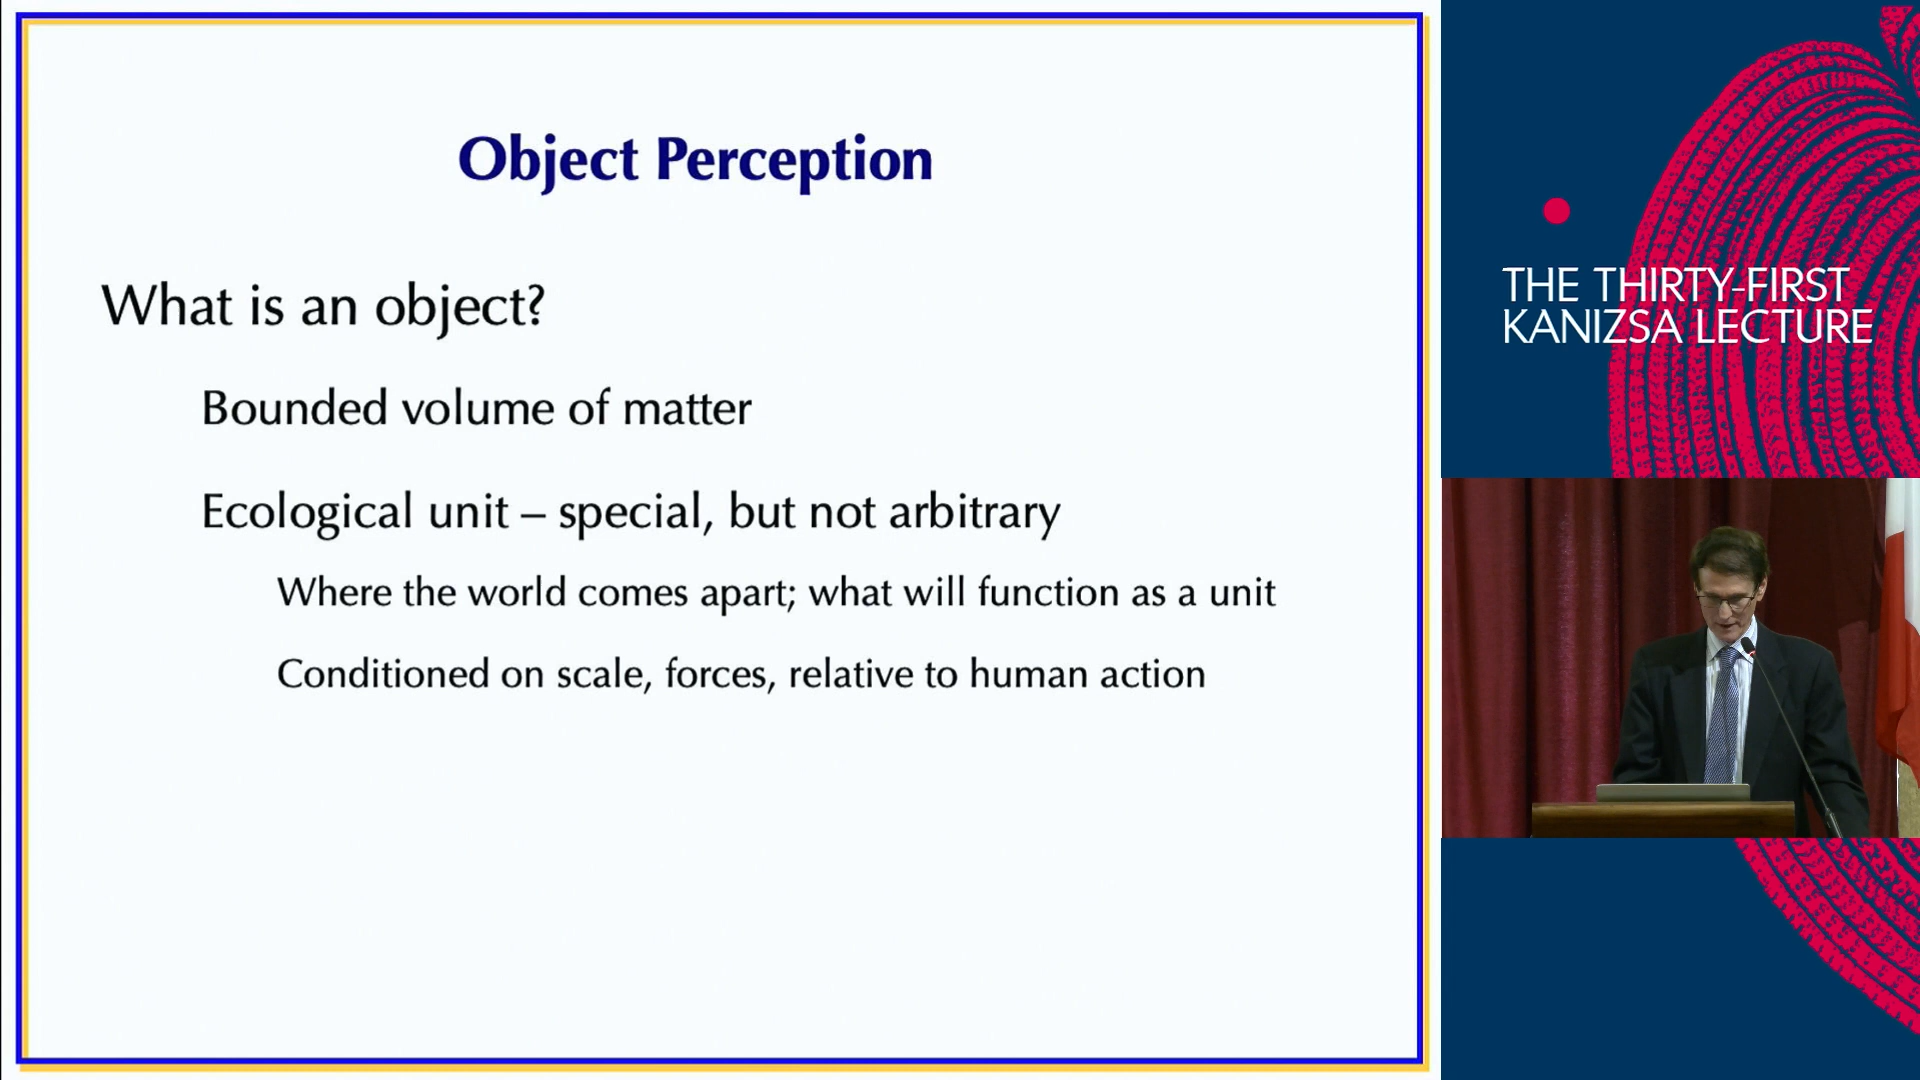 Object Perception
What is an object?
Bounded volume of matter
Ecological unit – special, but not arbitrary
Where the world comes apart; what will function as a unit
Conditioned on scale, forces, relative to human action
THE THIRTY-FIRST
KANIZSA LECTURE